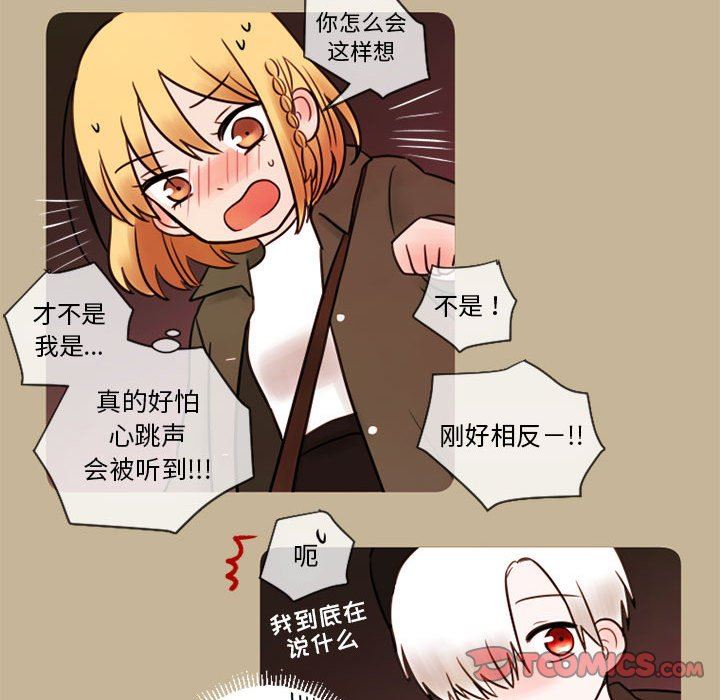 你怎么会
这样想
不是！
才不是
我是...
真的好怕
心跳声
会被听到!!!
刚好相反－!!
呃
我到底在
说什么
TCOMICS.COM